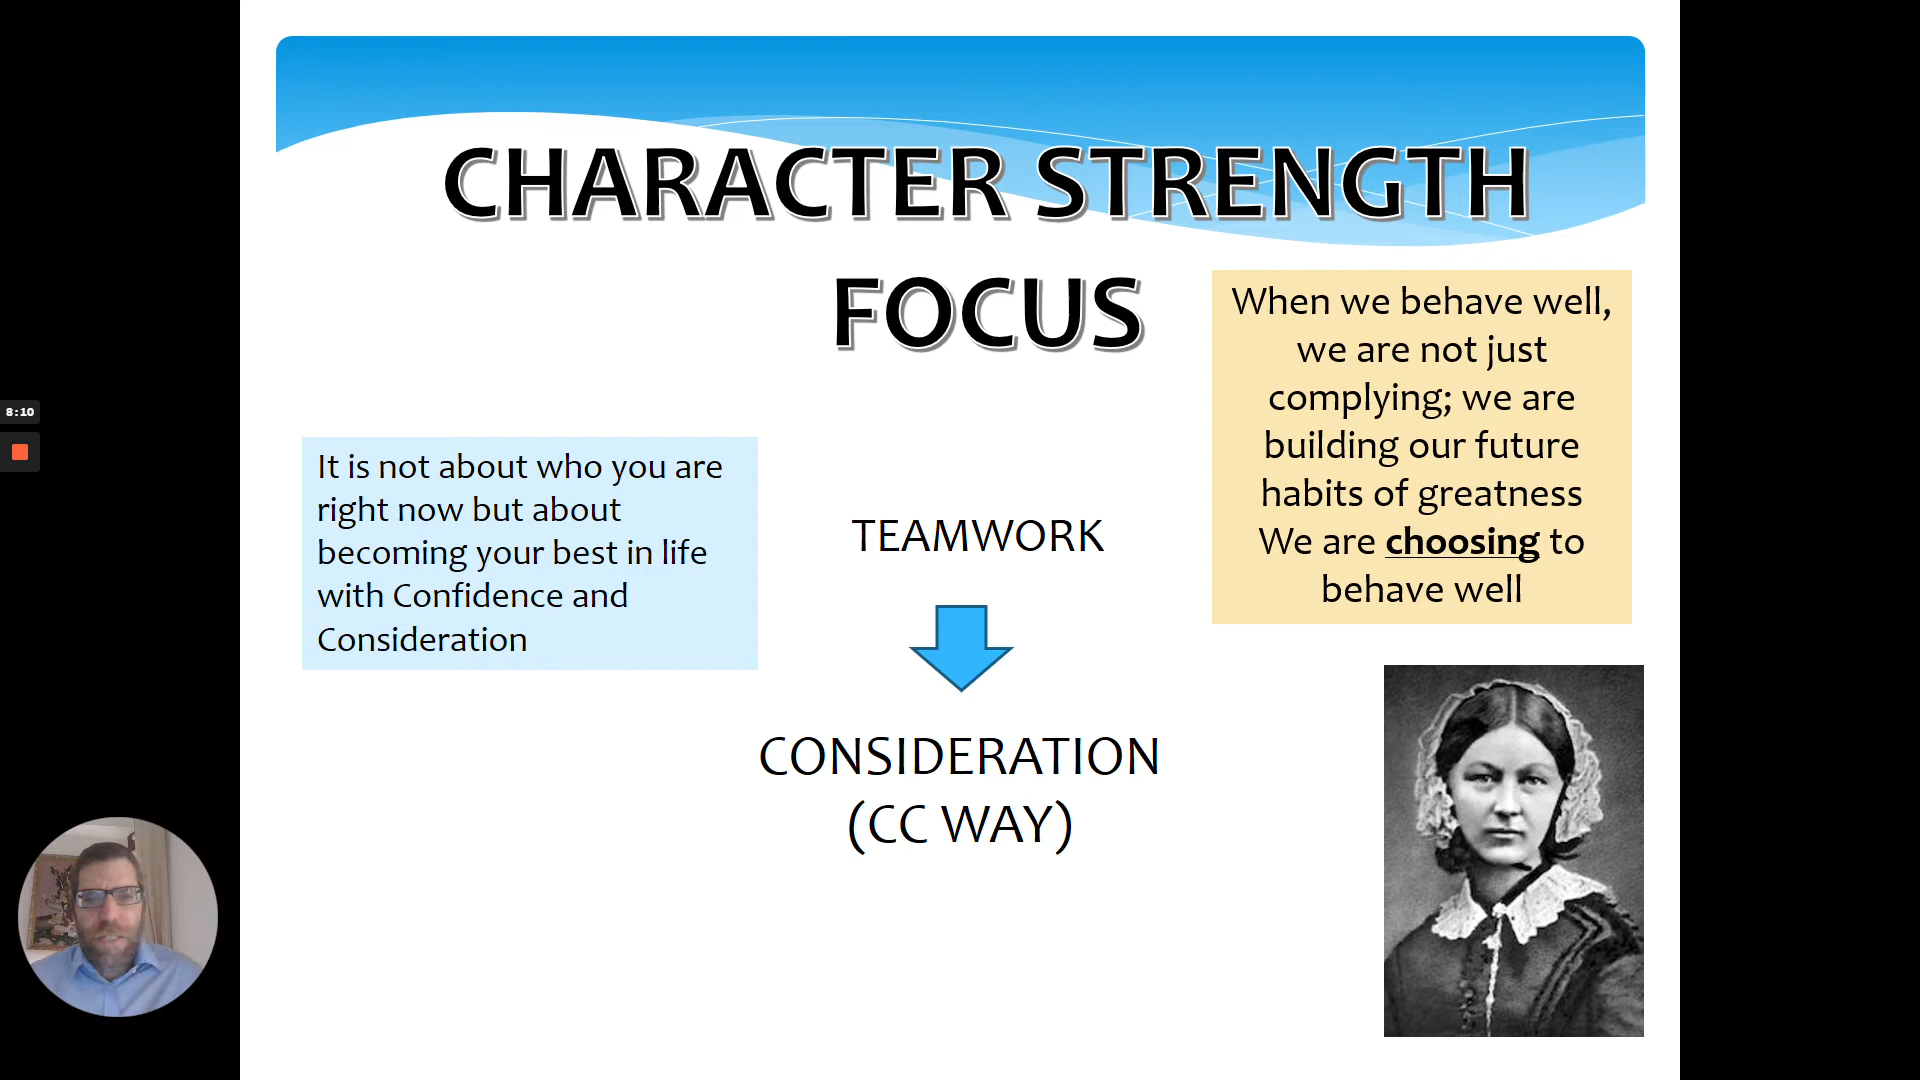 CHARACTER STRENGTH
FOCUS
When we behave well,
we are not just
complying; we are
building our future
habits of greatness
We are choosing to
behave well
8:10
It is not about who you are
right now but about
becoming your best in life
with Confidence and
Consideration
TEAMWORK
CONSIDERATION
(CC WAY)